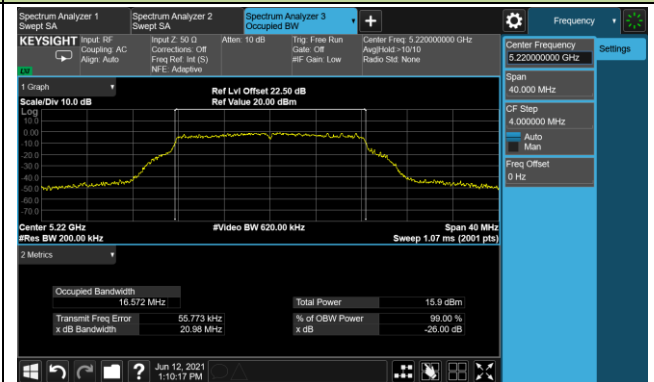 Spectrum Analyzer 1
Swept SA
Spectrum Analyzer 2
Swept SA
Spectrum Analyzer 3
Occupied BW
+
Frequency
KEYSIGHT
Input: RF
Coupling: AC
Align: Auto
Input Z: 50 Ω
Corrections: Off
Freq Ref: Int (S)
NFE: Adaptive
Atten: 10 dB
Trig: Free Run
Gate: Off
#IF Gain: Low
Center Freq: 5.220000000 GHz
Avg|Hold:>10/10
Radio Std: None
Center Frequency
5.220000000 GHz
Settings
Span
40.000 MHz
CF Step
4.000000 MHz
Auto
Man
Freq Offset
0 Hz
1 Graph
Scale/Div 10.0 dB
Ref Lvl Offset 22.50 dB
Ref Value 20.00 dBm
Log
10.0
0.00
-10.0
-20.0
-30.0
-40.0
-50.0
-60.0
-70.0
Center 5.22 GHz
#Res BW 200.00 kHz
#Video BW 620.00 kHz
Span 40 MHz
Sweep 1.07 ms (2001 pts)
2 Metrics
Occupied Bandwidth
16.572 MHz
Total Power 15.9 dBm
Transmit Freq Error 55.773 kHz
% of OBW Power 99.00 %
x dB Bandwidth 20.98 MHz
x dB -26.00 dB
?
Jun 12, 2021
1:10:17 PM